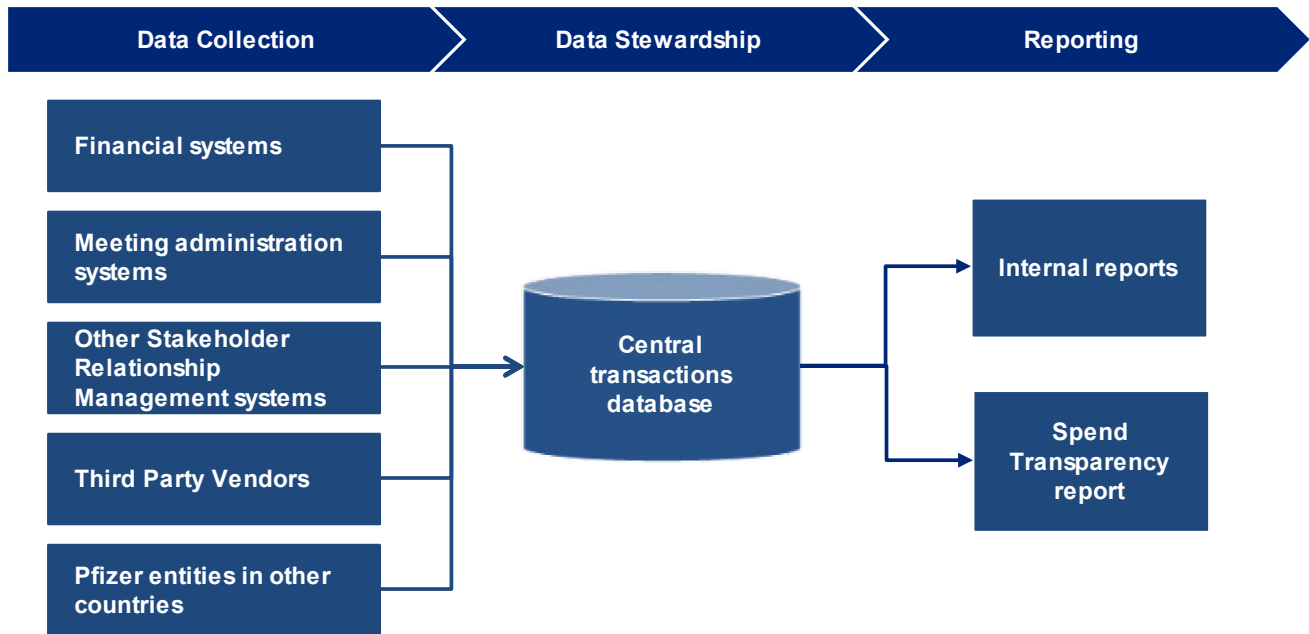 Data Collection
Data Stewardship
Reporting
Financial systems
Meeting administration
systems
Other Stakeholder
Relationship
Management systems
Third Party Vendors
Pfizer entities in other
countries
Central
transactions
database
Internal reports
Spend
Transparency
report